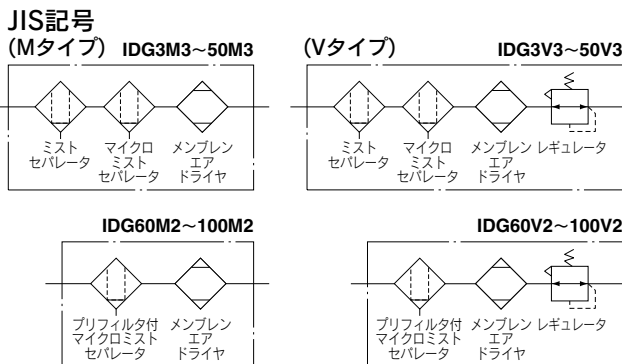 JIS記号
(Mタイプ) IDG3M3〜50M3
ミスト
セパレータ
マイクロ
ミスト
セパレータ
メンブレン
エア
ドライヤ
(Vタイプ) IDG3V3〜50V3
ミスト
セパレータ
マイクロ
ミスト
セパレータ
メンブレン
エア
ドライヤ
レギュレータ
IDG60M2〜100M2
プリフィルタ付
マイクロミスト
セパレータ
メンブレン
エア
ドライヤ
IDG60V2〜100V2
プリフィルタ付
マイクロミスト
セパレータ
メンブレン
エア
ドライヤ
レギュレータ